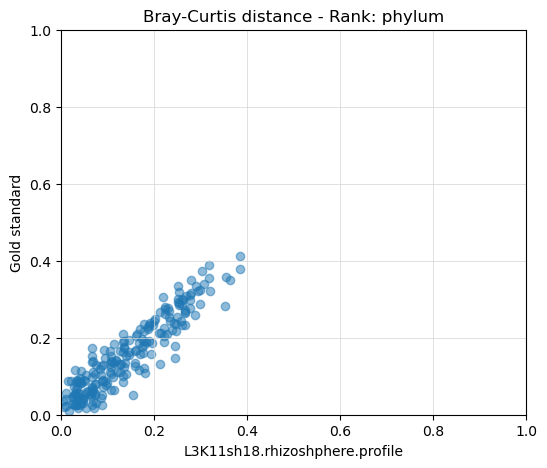 Bray-Curtis distance - Rank: phylum
1.0
0.8
0.6
0.4
0.2
0.0
Gold standard
0.0 0.2 0.4 0.6 0.8 1.0
L3K11sh18.rhizoshphere.profile